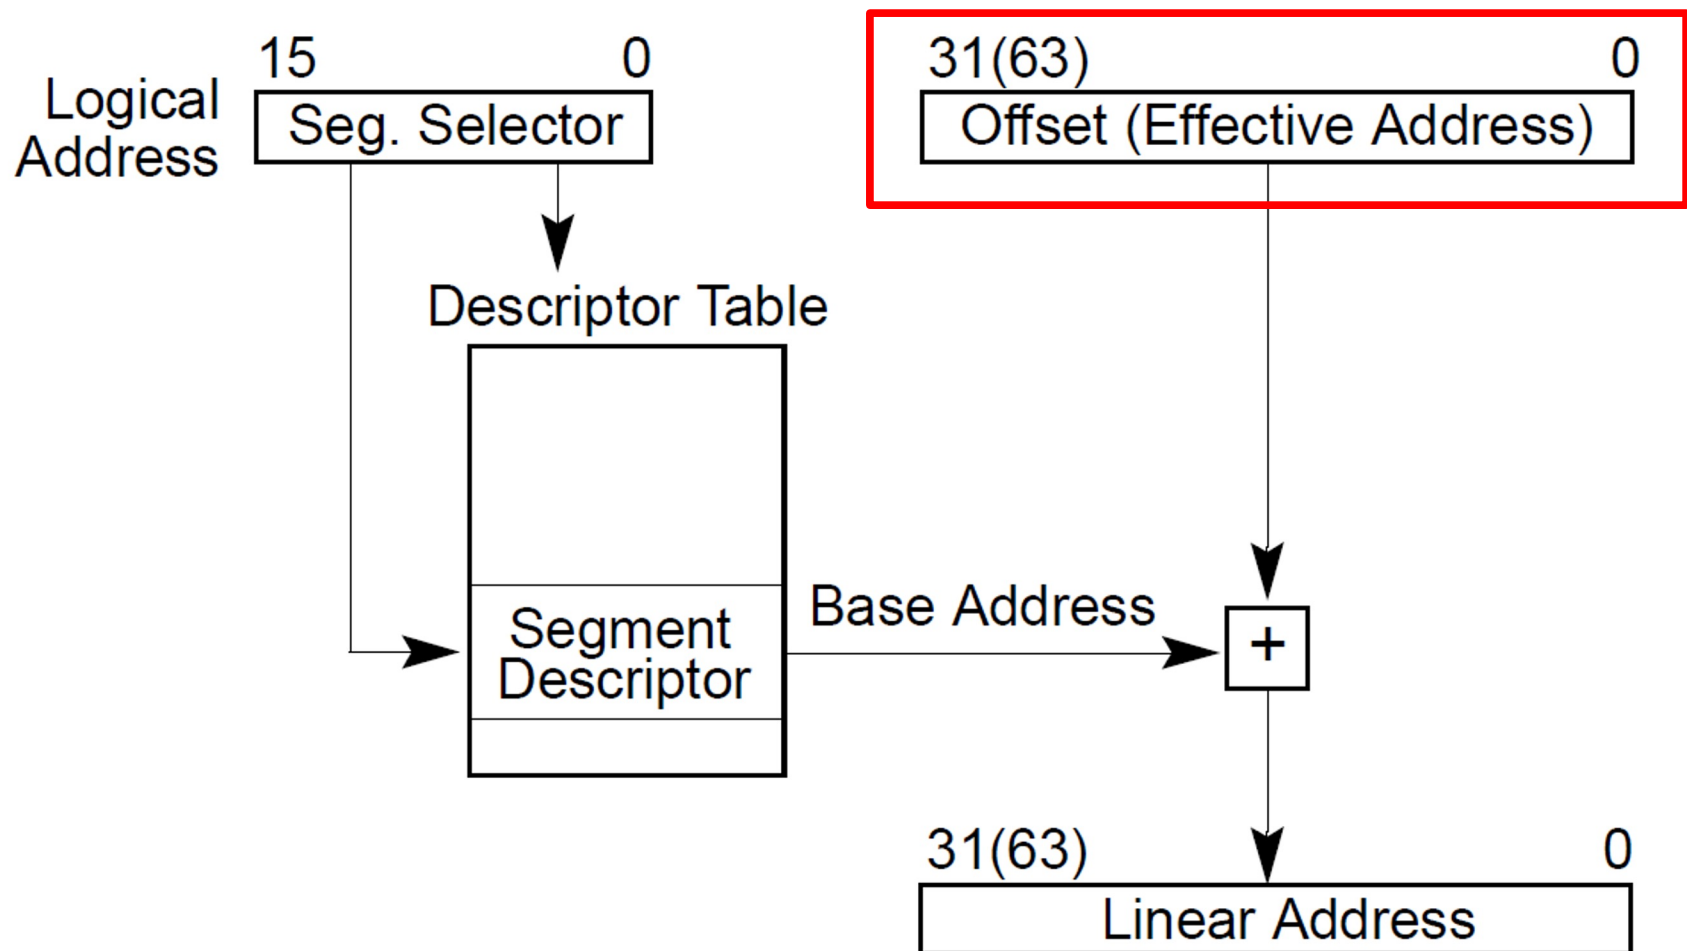 15 0
31(63) 0
Logical
Address
Seg. Selector
Offset (Effective Address)
Descriptor Table
Base Address
Segment
Descriptor
+
31(63) 0
Linear Address